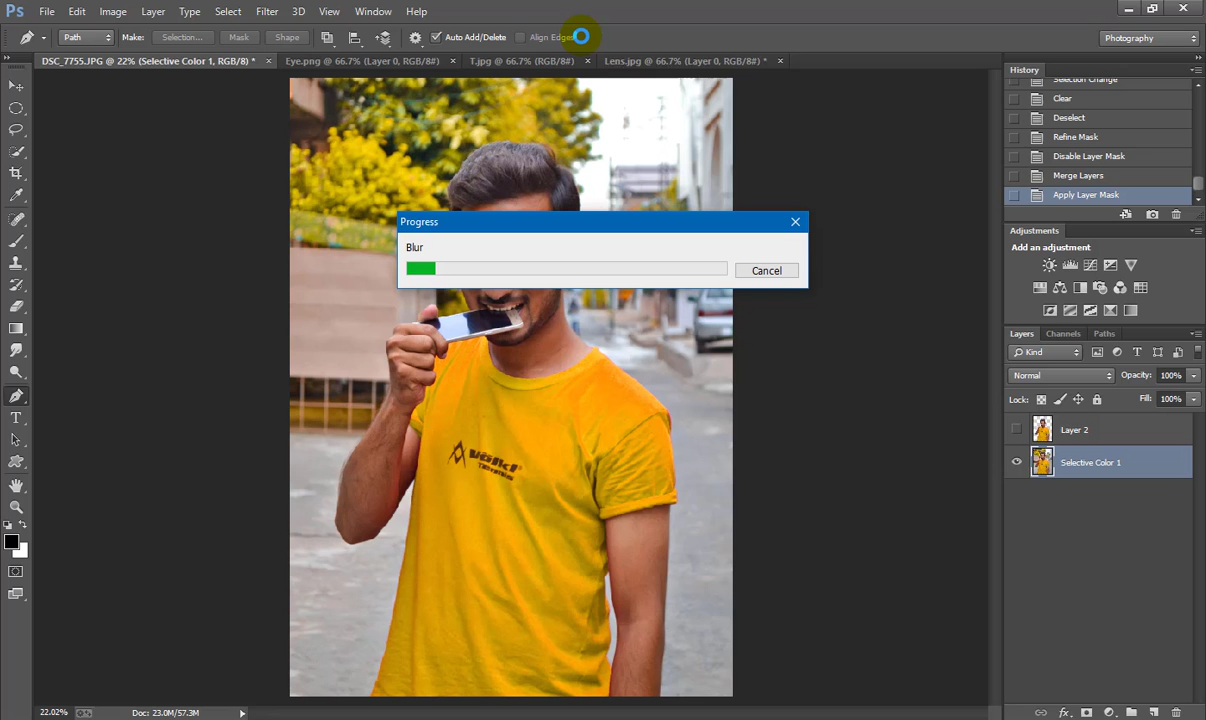 Ps File Edit Image Layer Type Select Filter 3D View Window Help
Path Make: Selection... Mask Shape Auto Add/Delete Align Edges Photography
DSC_7755.JPG @ 22% (Selective Color 1, RGB/8) * Eye.png @ 66.7% (Layer 0, RGB/8#) T.jpg @ 66.7% (RGB/8#) Lens.jpg @ 66.7% (Layer 0, RGB/8#) *
History
Selection Change
Clear
Deselect
Refine Mask
Disable Layer Mask
Merge Layers
Apply Layer Mask
Progress
Blur
Cancel
Adjustments
Add an adjustment
Layers Channels Paths
Kind
Normal Opacity: 100%
Lock: Fill: 100%
Layer 2
Selective Color 1
22.02% Doc: 23.0M/57.3M